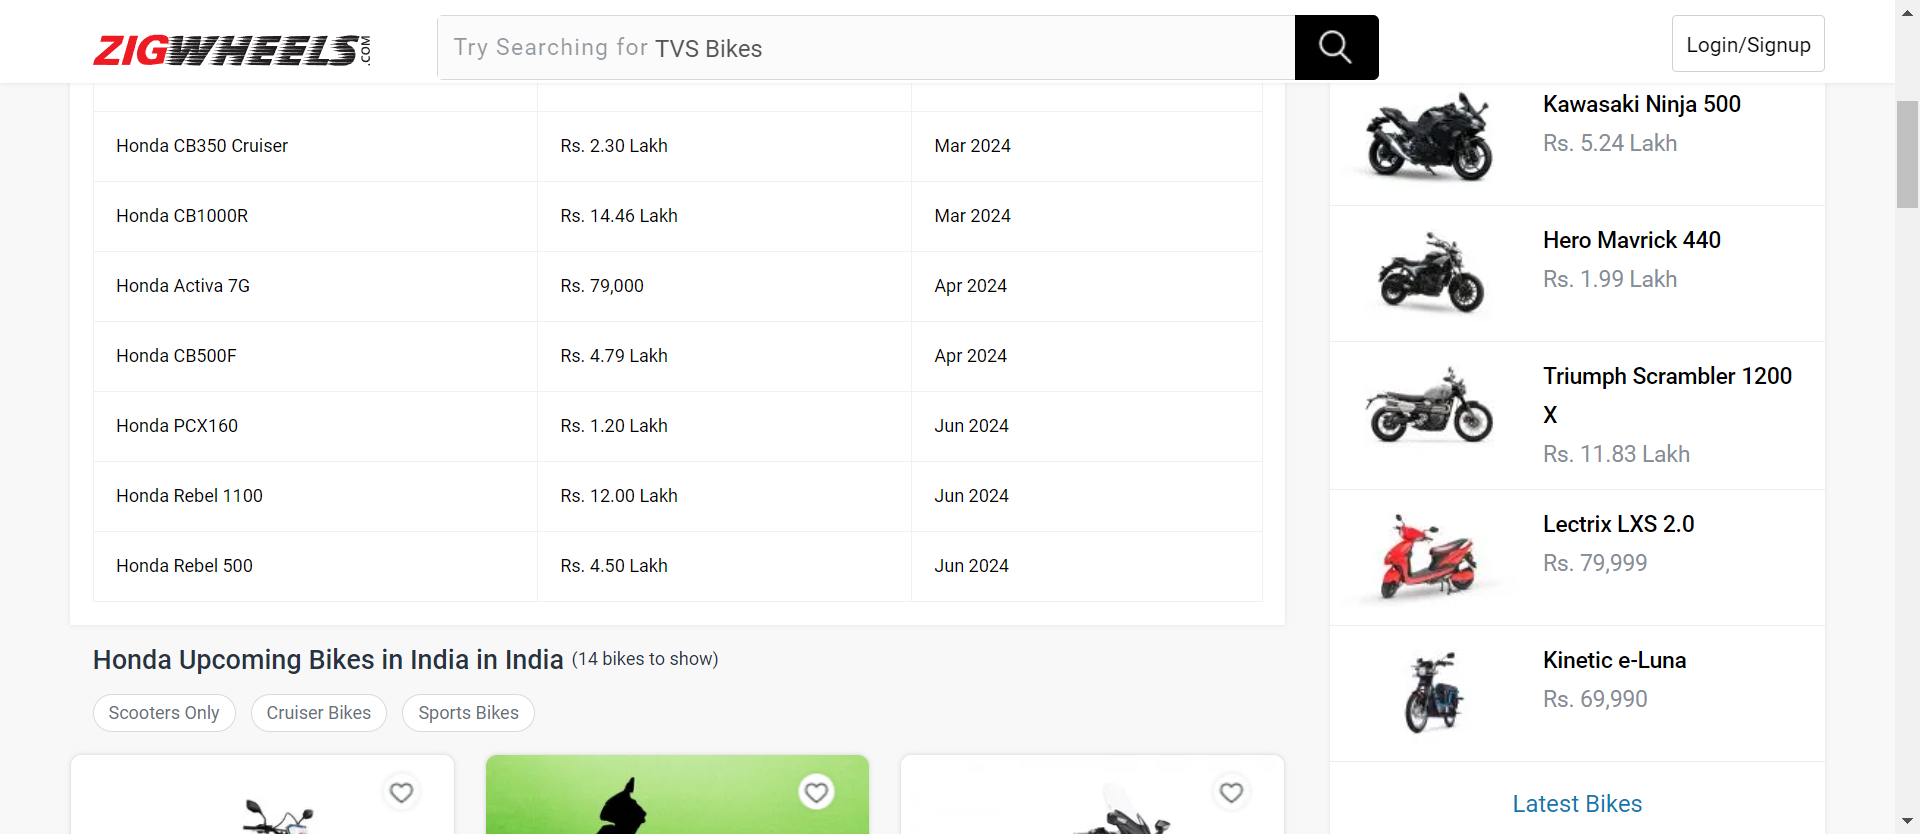 ZIGWHEELS.COM
Try Searching for TVS Bikes
Login/Signup
Honda CB350 Cruiser Rs. 2.30 Lakh Mar 2024
Honda CB1000R Rs. 14.46 Lakh Mar 2024
Honda Activa 7G Rs. 79,000 Apr 2024
Honda CB500F Rs. 4.79 Lakh Apr 2024
Honda PCX160 Rs. 1.20 Lakh Jun 2024
Honda Rebel 1100 Rs. 12.00 Lakh Jun 2024
Honda Rebel 500 Rs. 4.50 Lakh Jun 2024
Honda Upcoming Bikes in India in India (14 bikes to show)
Scooters Only Cruiser Bikes Sports Bikes
Kawasaki Ninja 500
Rs. 5.24 Lakh
Hero Mavrick 440
Rs. 1.99 Lakh
Triumph Scrambler 1200
X
Rs. 11.83 Lakh
Lectrix LXS 2.0
Rs. 79,999
Kinetic e-Luna
Rs. 69,990
Latest Bikes